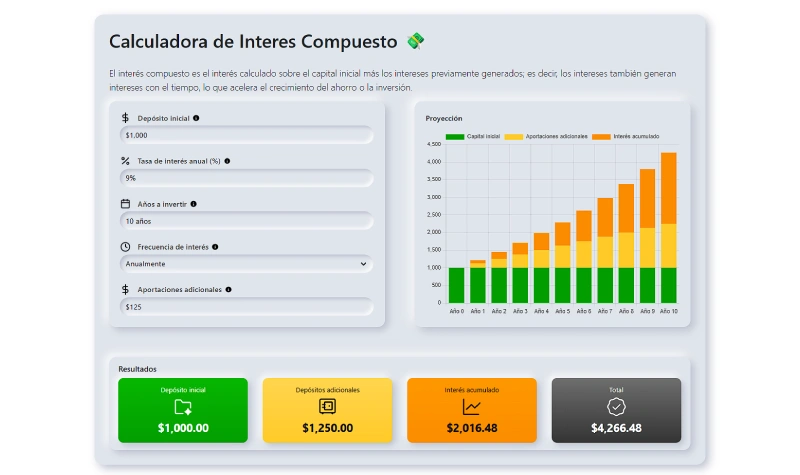 Calculadora de Interes Compuesto 💸
El interés compuesto es el interés calculado sobre el capital inicial más los intereses previamente generados; es decir, los intereses también generan
intereses con el tiempo, lo que acelera el crecimiento del ahorro o la inversión.
Depósito inicial
$1,000
Tasa de interés anual (%)
9%
Años a invertir
10 años
Frecuencia de interés
Anualmente
Aportaciones adicionales
$125
Proyección
Capital inicial Aportaciones adicionales Interés acumulado
4,500
4,000
3,500
3,000
2,500
2,000
1,500
1,000
500
0
Año 0 Año 1 Año 2 Año 3 Año 4 Año 5 Año 6 Año 7 Año 8 Año 9 Año 10
Resultados
Depósito inicial
$1,000.00
Depósitos adicionales
$1,250.00
Interés acumulado
$2,016.48
Total
$4,266.48